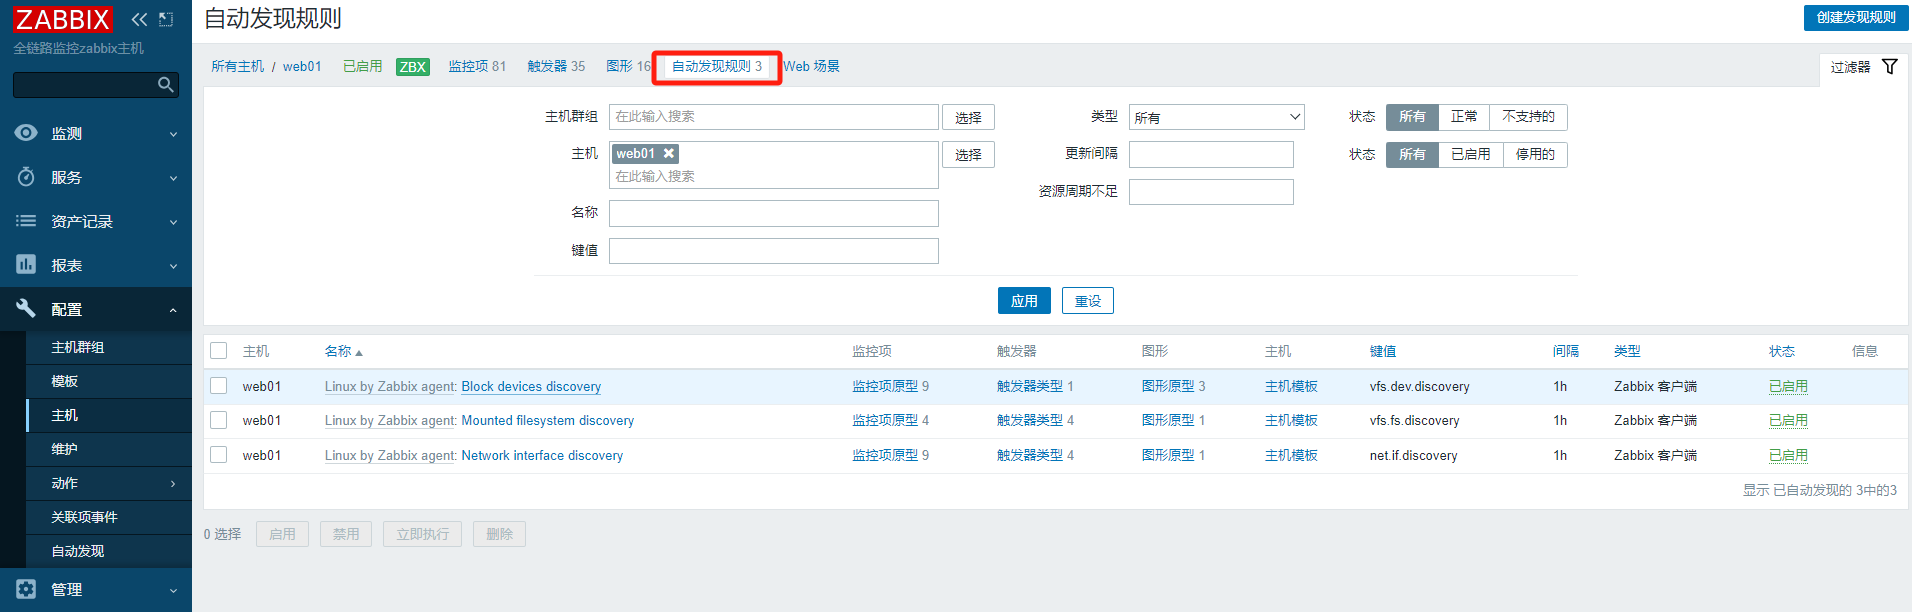 ZABBIX
全链路监控zabbix主机
监测
服务
资产记录
报表
配置
主机群组
模板
主机
维护
动作
关联项事件
自动发现
管理
自动发现规则
创建发现规则
所有主机 / web01 已启用 ZBX 监控项 81 触发器 35 图形 16 自动发现规则 3 Web 场景
过滤器
主机群组 在此输入搜索 选择 类型 所有 状态 所有 正常 不支持的
主机 web01 选择 更新间隔 状态 所有 已启用 停用的
在此输入搜索
资源周期不足
名称
键值
应用 重设
主机 名称 监控项 触发器 图形 主机 键值 间隔 类型 状态 信息
web01 Linux by Zabbix agent: Block devices discovery 监控项原型 9 触发器类型 1 图形原型 3 主机模板 vfs.dev.discovery 1h Zabbix 客户端 已启用
web01 Linux by Zabbix agent: Mounted filesystem discovery 监控项原型 4 触发器类型 4 图形原型 1 主机模板 vfs.fs.discovery 1h Zabbix 客户端 已启用
web01 Linux by Zabbix agent: Network interface discovery 监控项原型 9 触发器类型 4 图形原型 1 主机模板 net.if.discovery 1h Zabbix 客户端 已启用
显示 已自动发现的 3中的3
0 选择 启用 禁用 立即执行 删除